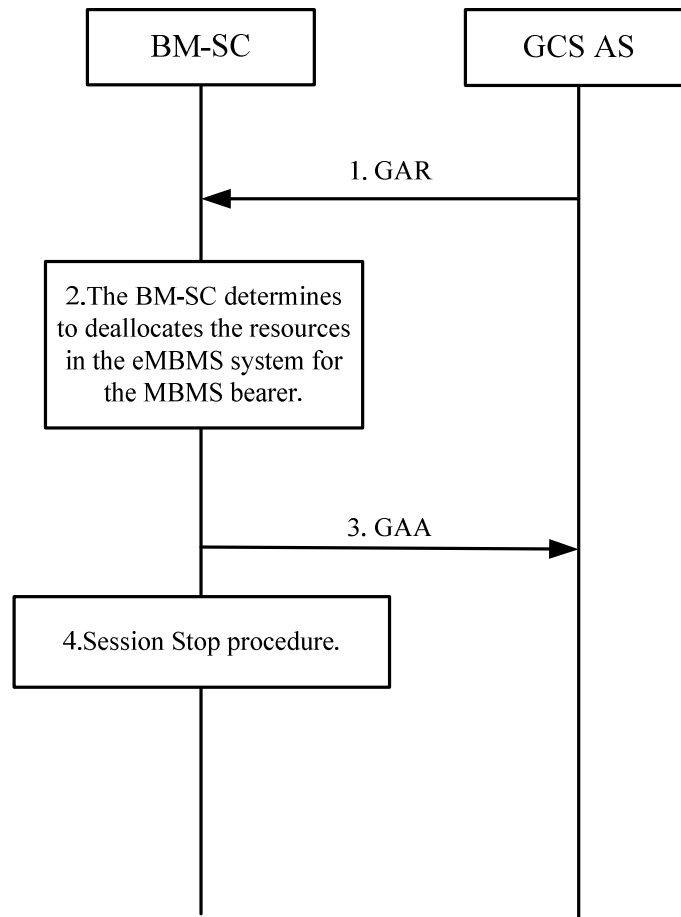 BM-SC
GCS AS
1. GAR
2.The BM-SC determines
to deallocates the resources
in the eMBMS system for
the MBMS bearer.
3. GAA
4.Session Stop procedure.